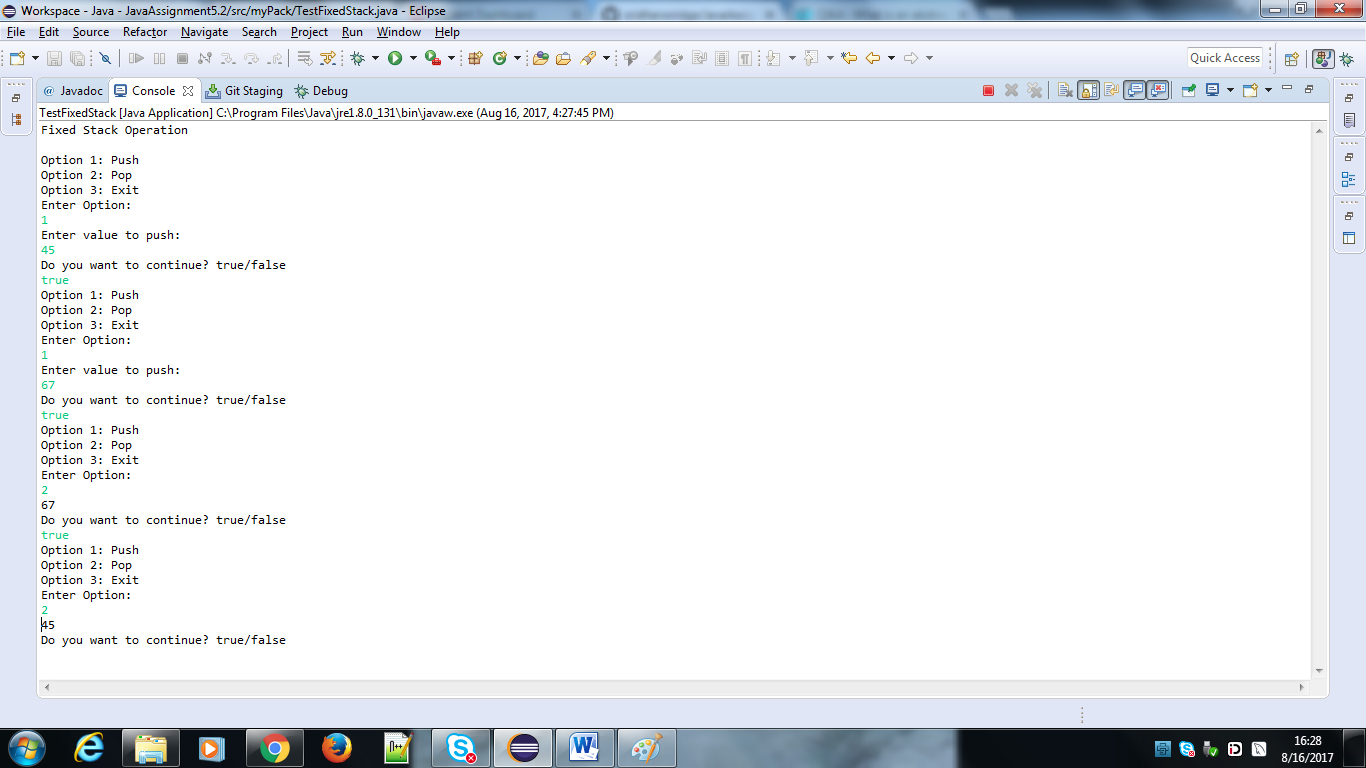 Workspace - Java - JavaAssignment5.2/src/myPack/TestFixedStack.java - Eclipse
File Edit Source Refactor Navigate Search Project Run Window Help
Quick Access
@ Javadoc Console Git Staging Debug
TestFixedStack [Java Application] C:\Program Files\Java\jre1.8.0_131\bin\javaw.exe (Aug 16, 2017, 4:27:45 PM)
Fixed Stack Operation
Option 1: Push
Option 2: Pop
Option 3: Exit
Enter Option:
1
Enter value to push:
45
Do you want to continue? true/false
true
Option 1: Push
Option 2: Pop
Option 3: Exit
Enter Option:
1
Enter value to push:
67
Do you want to continue? true/false
true
Option 1: Push
Option 2: Pop
Option 3: Exit
Enter Option:
2
67
Do you want to continue? true/false
true
Option 1: Push
Option 2: Pop
Option 3: Exit
Enter Option:
2
45
Do you want to continue? true/false
16:28
8/16/2017